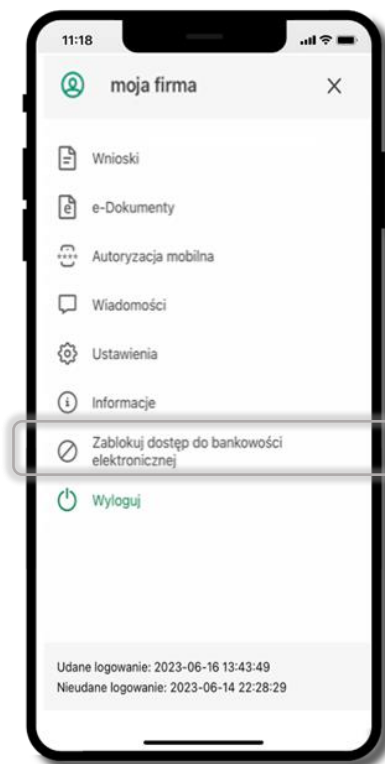 11:18
moja firma
Wnioski
e-Dokumenty
Autoryzacja mobilna
Wiadomości
Ustawienia
Informacje
Zablokuj dostęp do bankowości
elektronicznej
Wyloguj
Udane logowanie: 2023-06-16 13:43:49
Nieudane logowanie: 2023-06-14 22:28:29